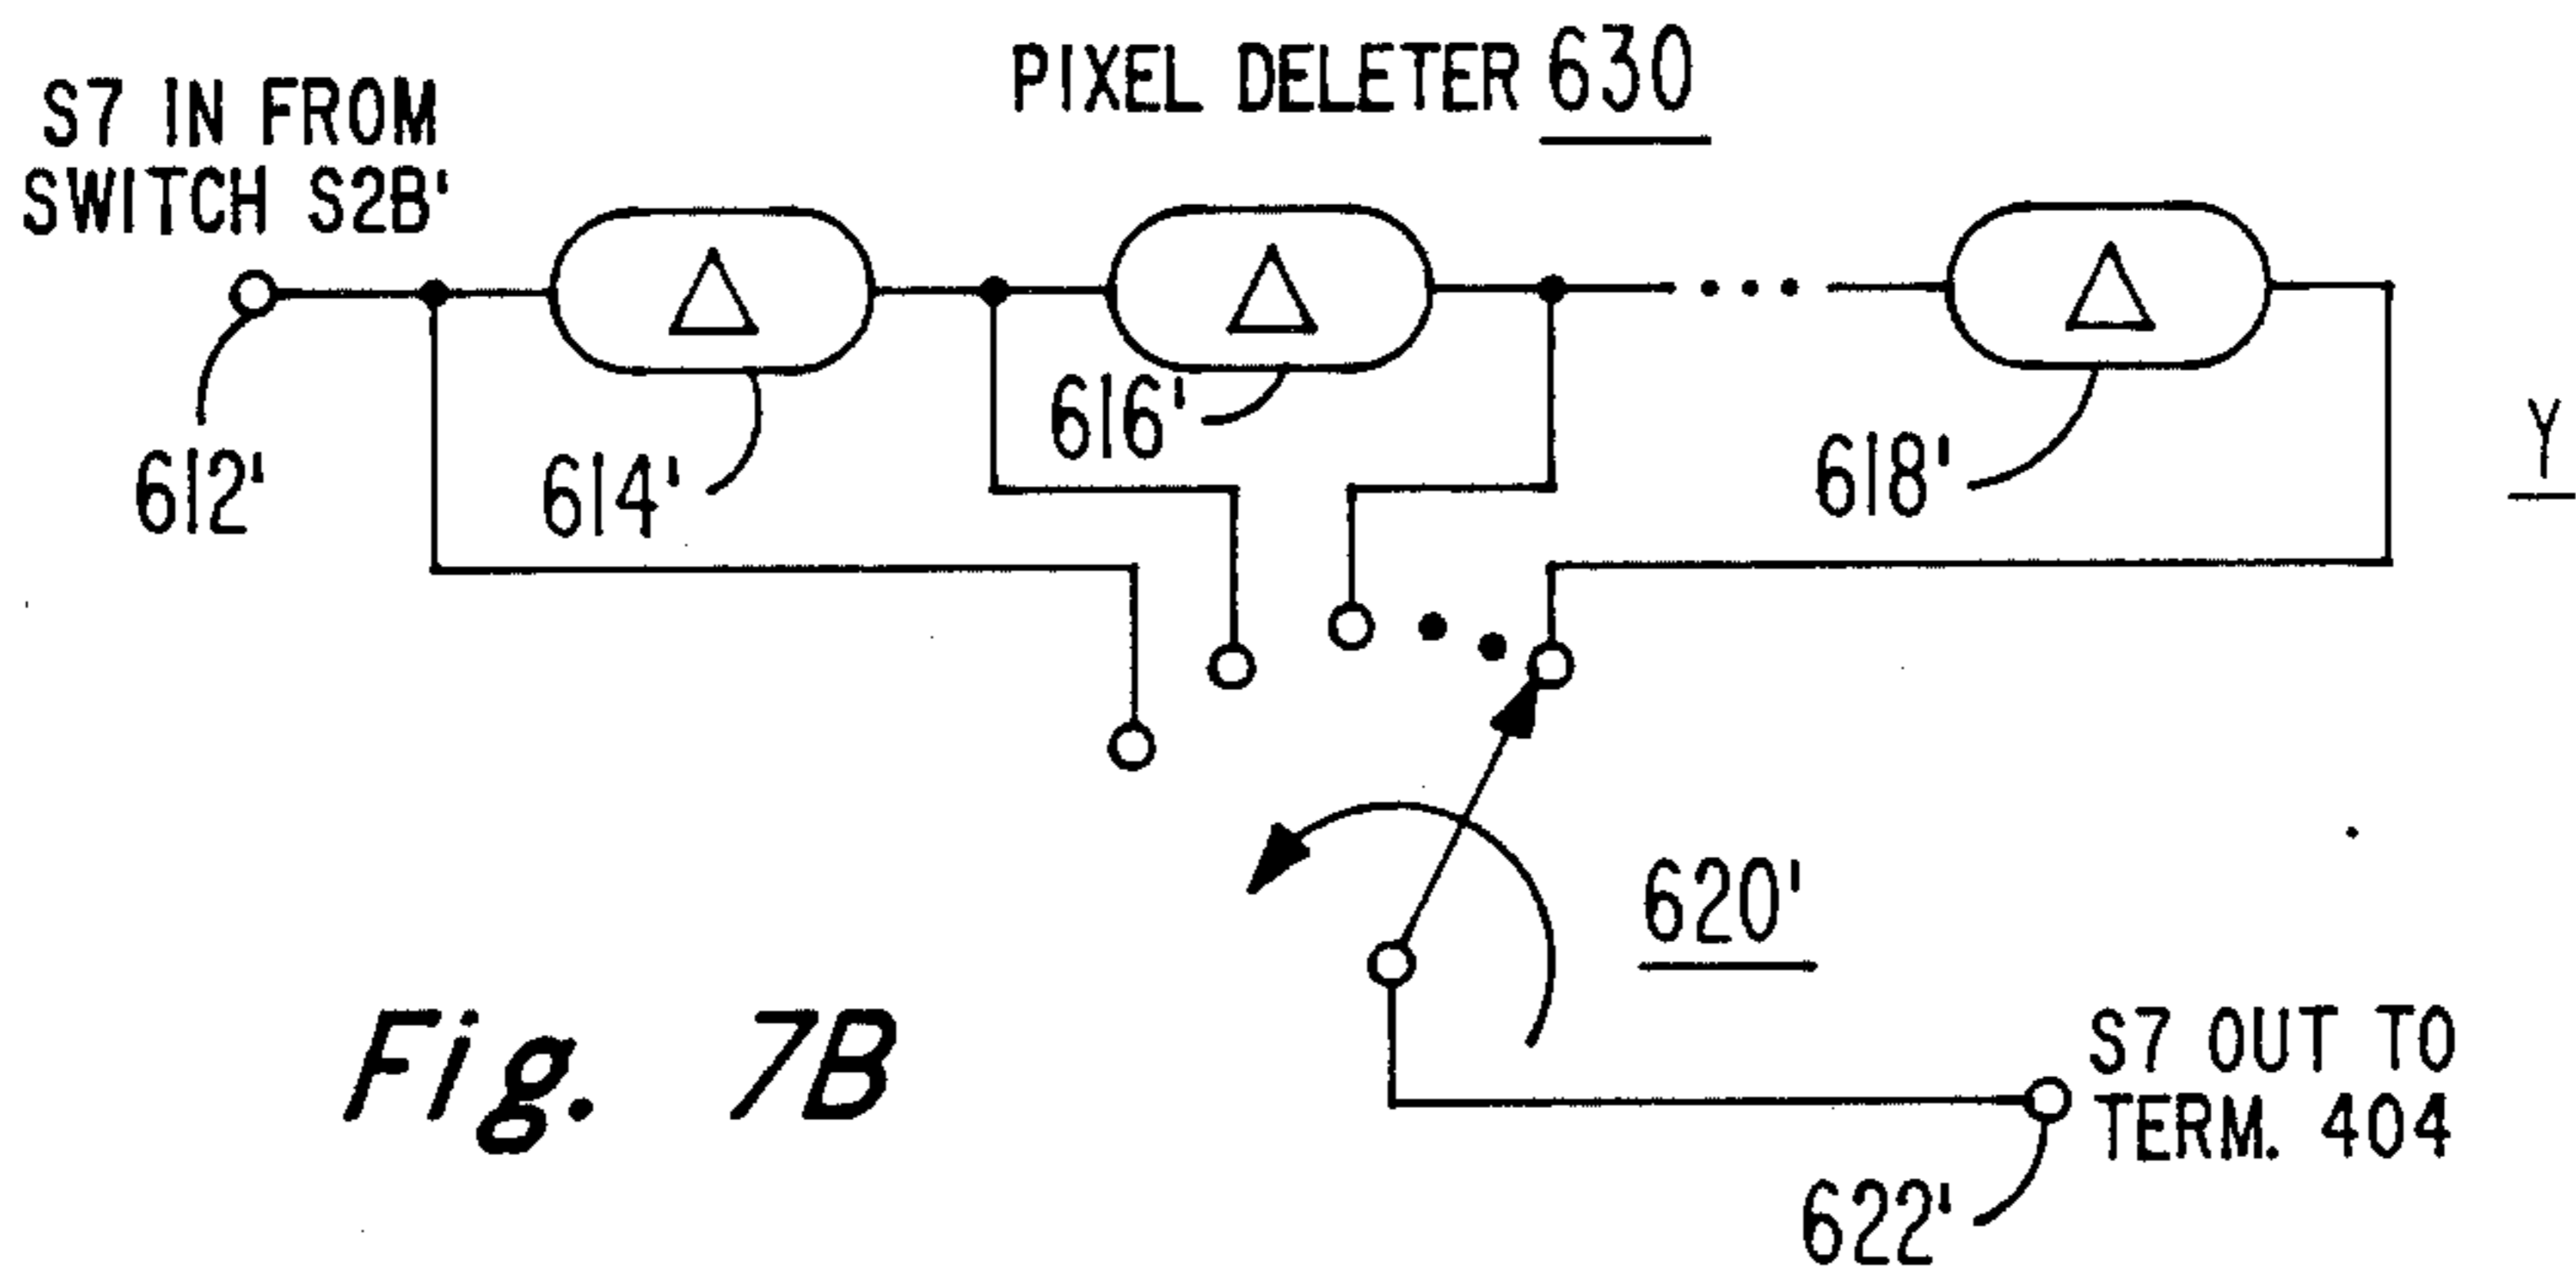 PIXEL DELETER 630
S7 IN FROM
SWITCH S2B'
612'
614'
616'
618'
Y
620'
S7 OUT TO
TERM. 404
622'
Fig. 7B